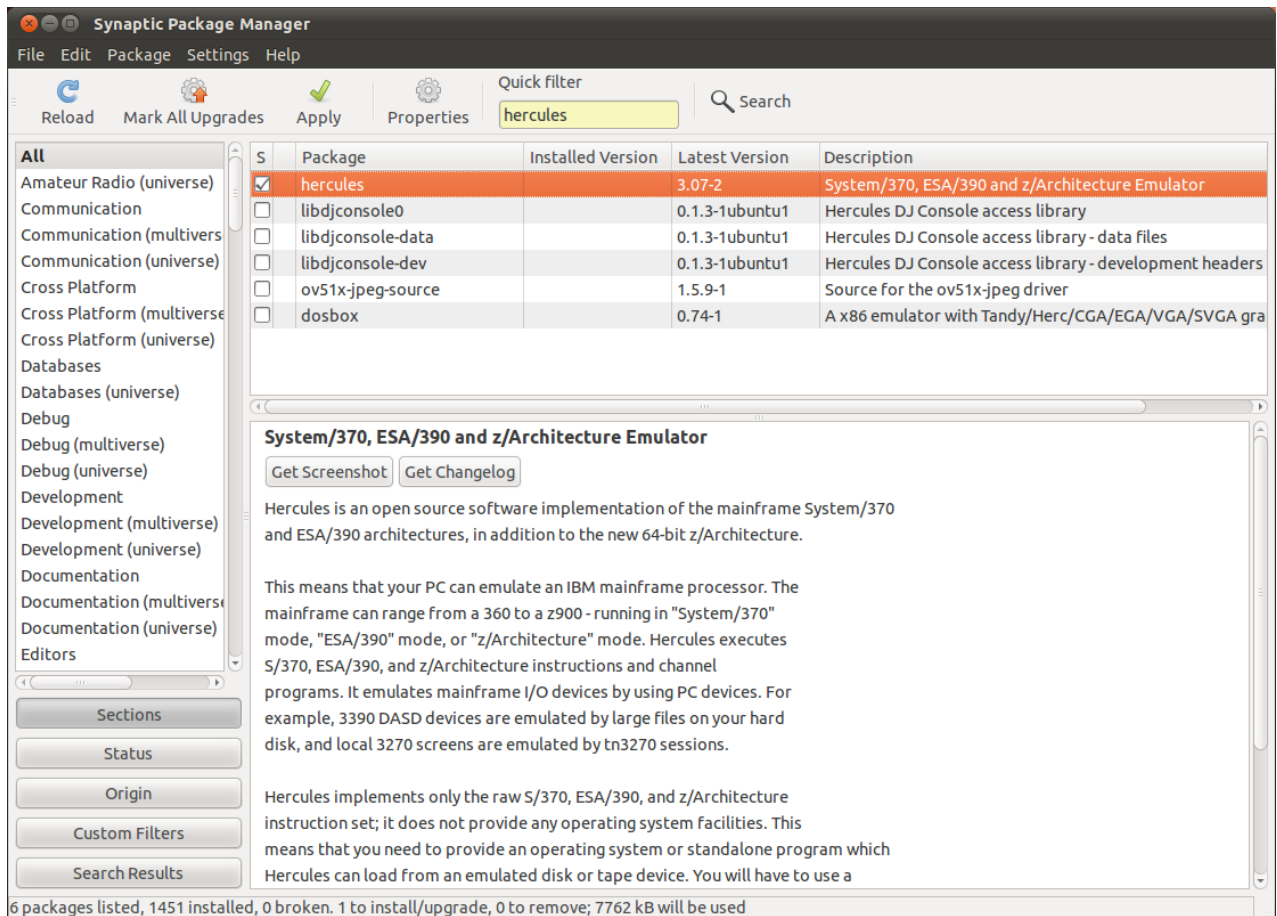 Synaptic Package Manager
File Edit Package Settings Help
Reload Mark All Upgrades Apply Properties
Quick filter
hercules
Search
All
Amateur Radio (universe)
Communication
Communication (multivers
Communication (universe)
Cross Platform
Cross Platform (multiverse
Cross Platform (universe)
Databases
Databases (universe)
Debug
Debug (multiverse)
Debug (universe)
Development
Development (multiverse)
Development (universe)
Documentation
Documentation (multiverse
Documentation (universe)
Editors
Sections
Status
Origin
Custom Filters
Search Results
S Package Installed Version Latest Version Description
hercules 3.07-2 System/370, ESA/390 and z/Architecture Emulator
libdjconsole0 0.1.3-1ubuntu1 Hercules DJ Console access library
libdjconsole-data 0.1.3-1ubuntu1 Hercules DJ Console access library - data files
libdjconsole-dev 0.1.3-1ubuntu1 Hercules DJ Console access library - development headers
ov51x-jpeg-source 1.5.9-1 Source for the ov51x-jpeg driver
dosbox 0.74-1 A x86 emulator with Tandy/Herc/CGA/EGA/VGA/SVGA gra
System/370, ESA/390 and z/Architecture Emulator
Get Screenshot Get Changelog
Hercules is an open source software implementation of the mainframe System/370
and ESA/390 architectures, in addition to the new 64-bit z/Architecture.
This means that your PC can emulate an IBM mainframe processor. The
mainframe can range from a 360 to a z900 - running in "System/370"
mode, "ESA/390" mode, or "z/Architecture" mode. Hercules executes
S/370, ESA/390, and z/Architecture instructions and channel
programs. It emulates mainframe I/O devices by using PC devices. For
example, 3390 DASD devices are emulated by large files on your hard
disk, and local 3270 screens are emulated by tn3270 sessions.
Hercules implements only the raw S/370, ESA/390, and z/Architecture
instruction set; it does not provide any operating system facilities. This
means that you need to provide an operating system or standalone program which
Hercules can load from an emulated disk or tape device. You will have to use a
6 packages listed, 1451 installed, 0 broken. 1 to install/upgrade, 0 to remove; 7762 kB will be used